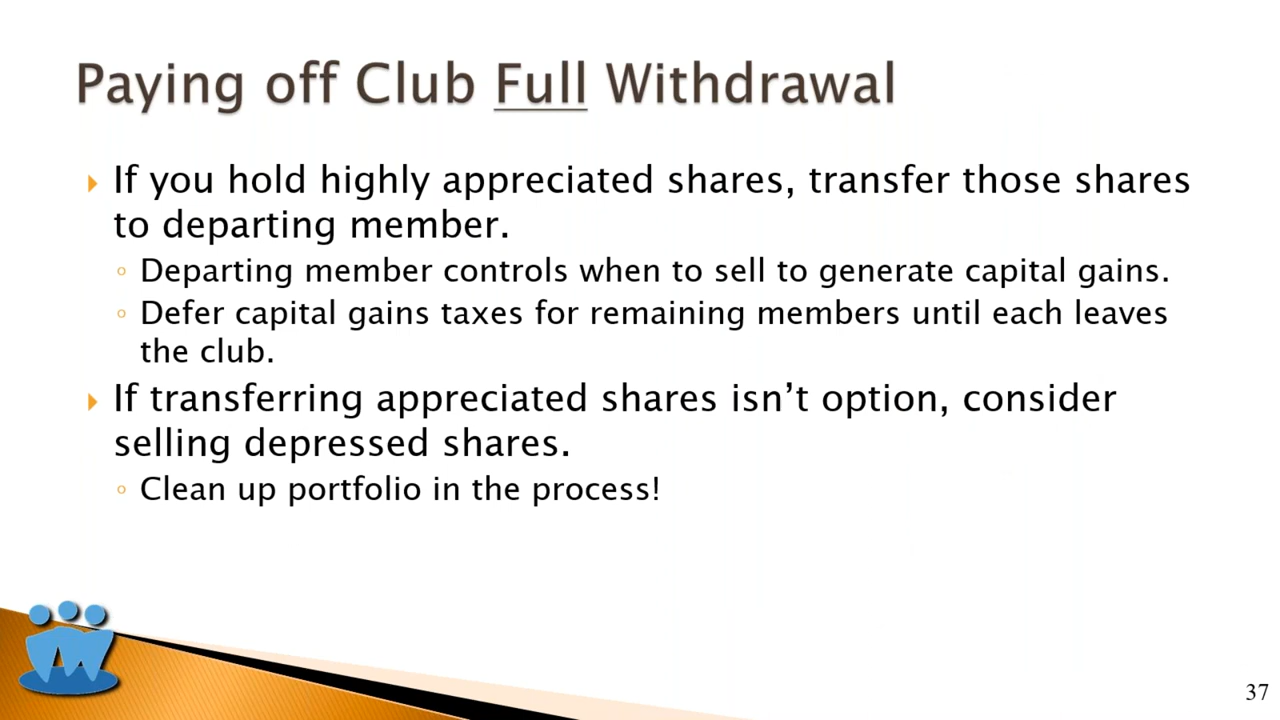 Paying off Club Full Withdrawal
If you hold highly appreciated shares, transfer those shares
to departing member.
Departing member controls when to sell to generate capital gains.
Defer capital gains taxes for remaining members until each leaves
the club.
If transferring appreciated shares isn’t option, consider
selling depressed shares.
Clean up portfolio in the process!
37